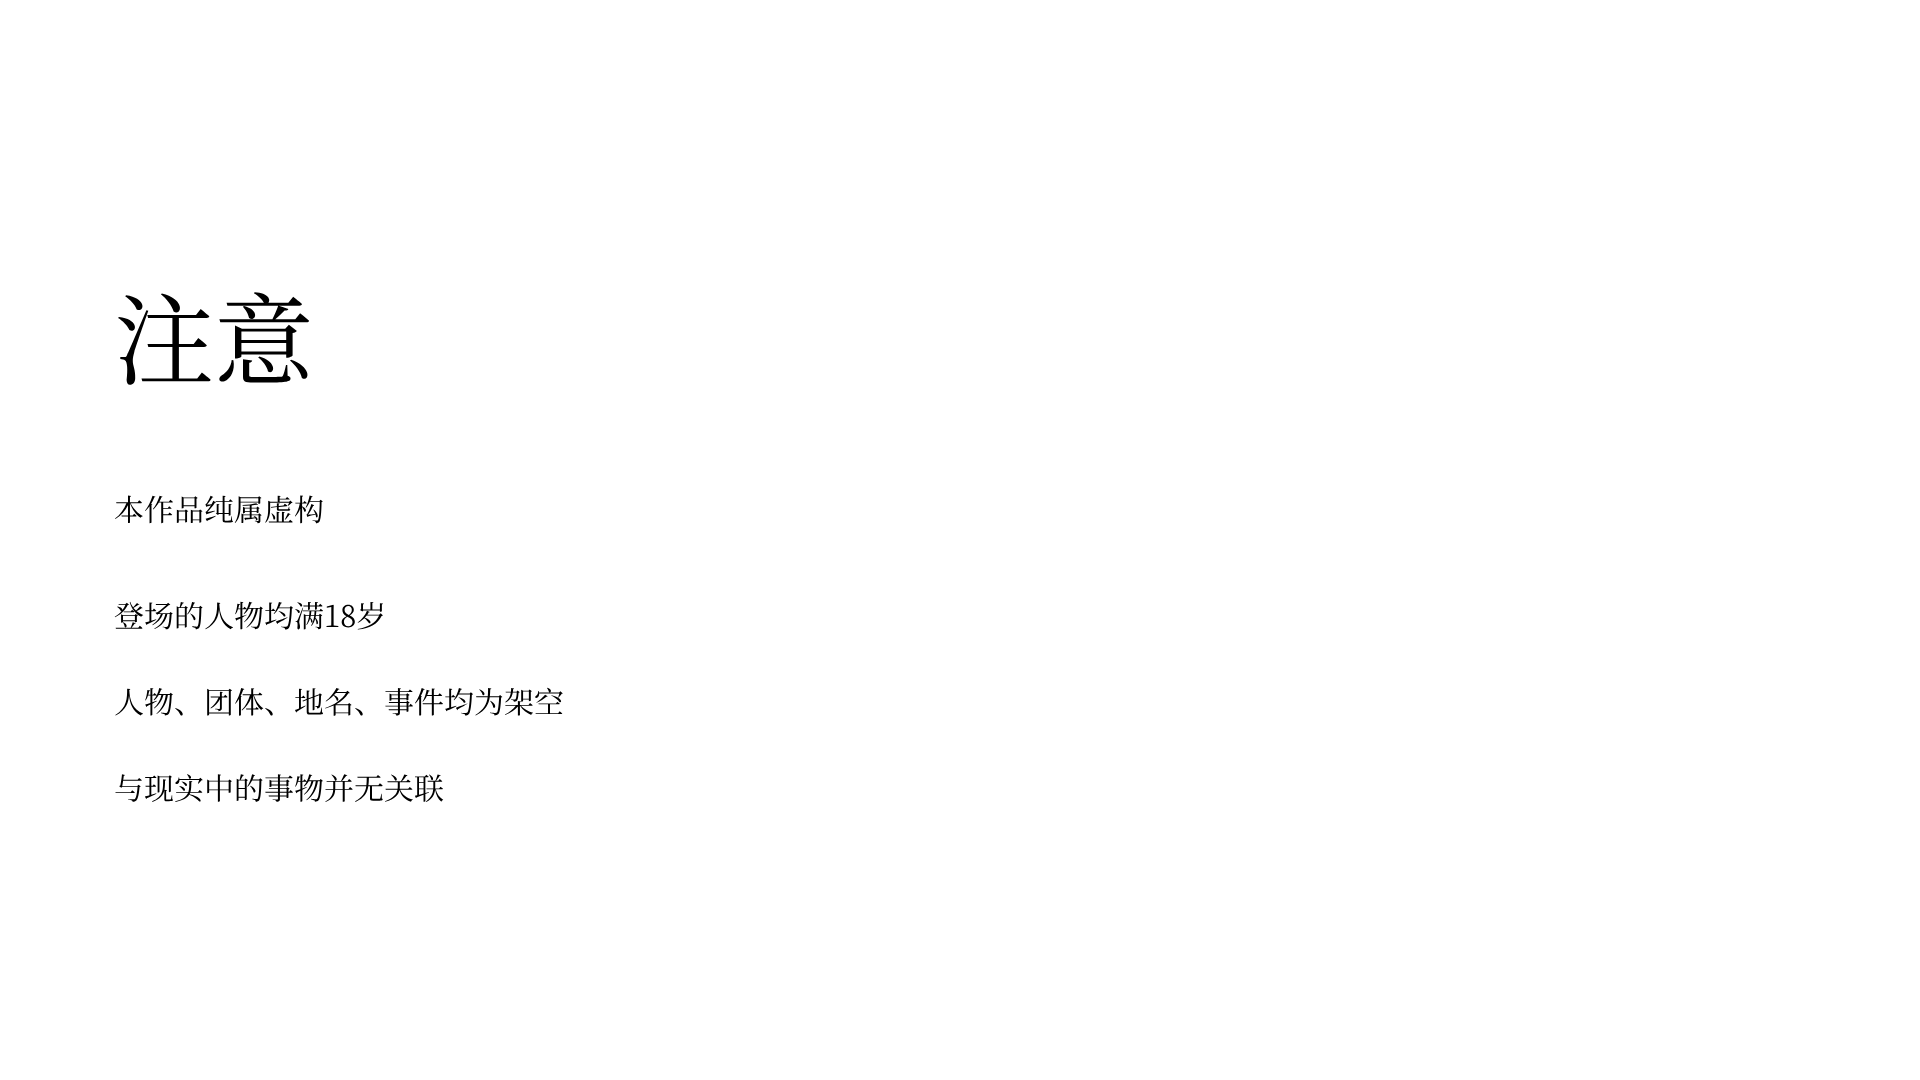 注意
本作品纯属虚构
登场的人物均满18岁
人物、团体、地名、事件均为架空
与现实中的事物并无关联